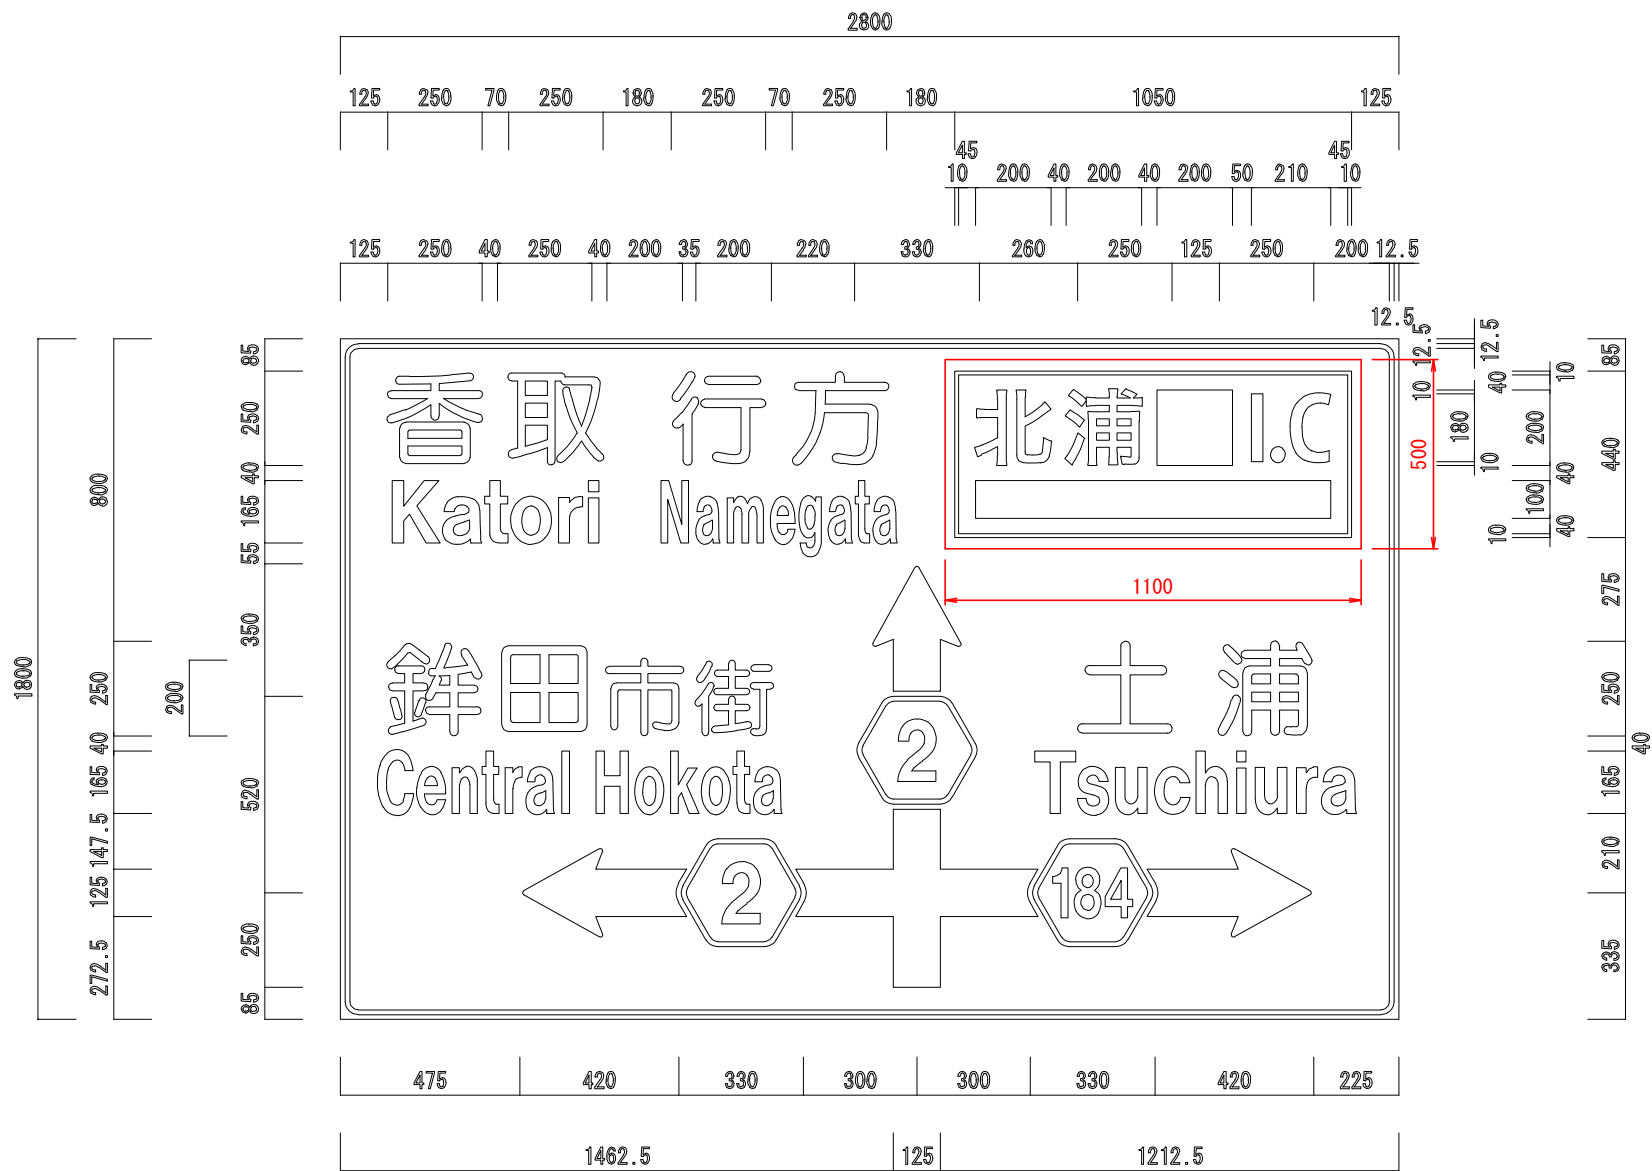 2800
125 250 70 250 180 250 70 250 180 1050 125
45 45
10 200 40 200 40 200 50 210 10
125 250 40 250 40 200 35 200 220 330 260 250 125 250 200 12.5
12.5
香取 行方 北浦 I.C
Katori Namegata
鉾田市街 土浦
Central Hokota Tsuchiura
2
2 184
1100
500
1800
800 250 40 165 147.5 125 272.5
200
85 250 40 165 55 350 520 250 85
12.5 12.5
10 180 10
40 10 200 40 100 40 10
85 440 275 250 40 165 210 335
475 420 330 300 300 330 420 225
1462.5 125 1212.5